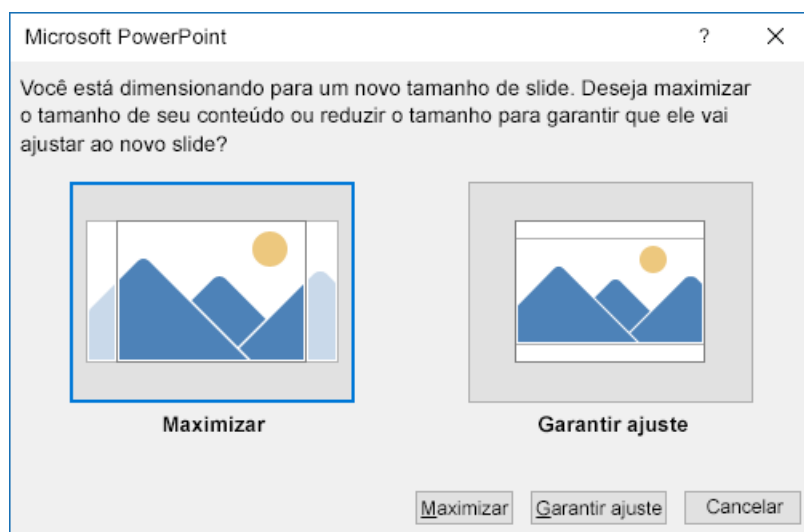 Microsoft PowerPoint ?
Você está dimensionando para um novo tamanho de slide. Deseja maximizar
o tamanho de seu conteúdo ou reduzir o tamanho para garantir que ele vai
ajustar ao novo slide?
Maximizar Garantir ajuste
Maximizar Garantir ajuste Cancelar